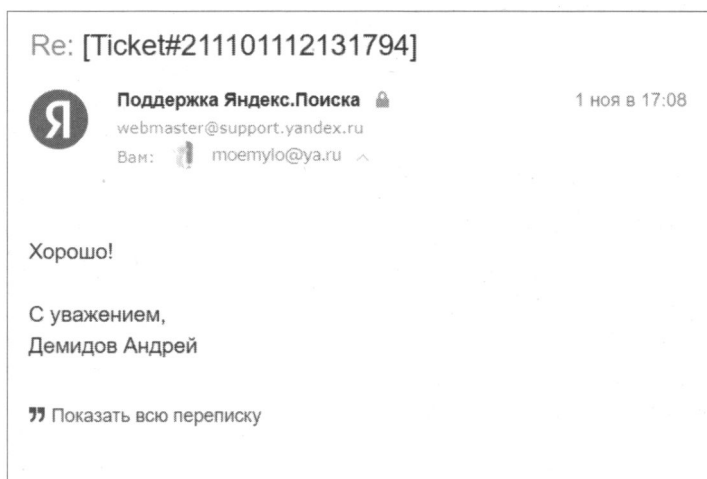 Re: [Ticket#211101112131794]
Я
Поддержка Яндекс.Поиска
1 ноя в 17:08
webmaster@support.yandex.ru
Вам: moemylo@ya.ru
Хорошо!
С уважением,
Демидов Андрей
Показать всю переписку